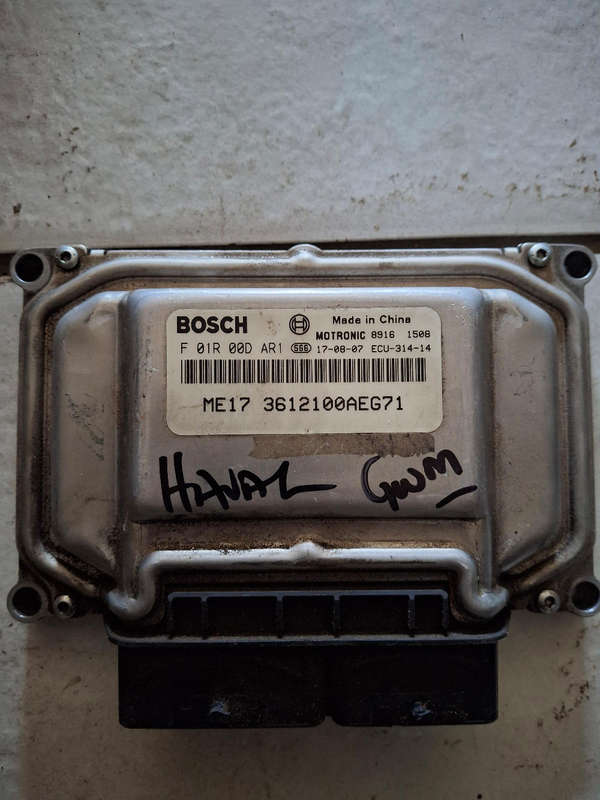 BOSCH Made in China
MOTRONIC 8916 1508
F 01R 00D AR1 SGG 17-08-07 ECU-314-14
ME17 3612100AEG71
HAVAL GWM